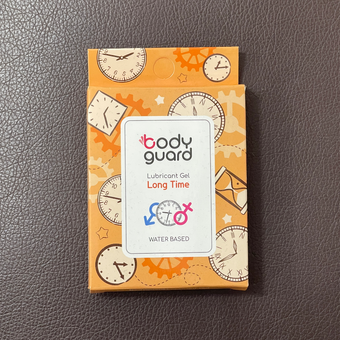 body
guard
Lubricant Gel
Long Time
WATER BASED